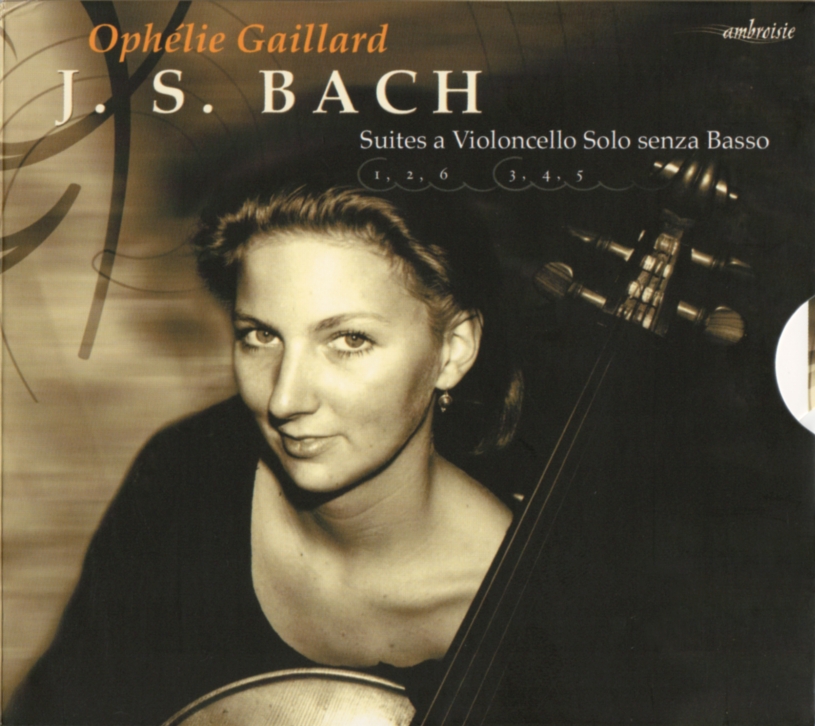 Ophélie Gaillard
ambroisie
J. S. BACH
Suites a Violoncello Solo senza Basso
1, 2, 6 3, 4, 5